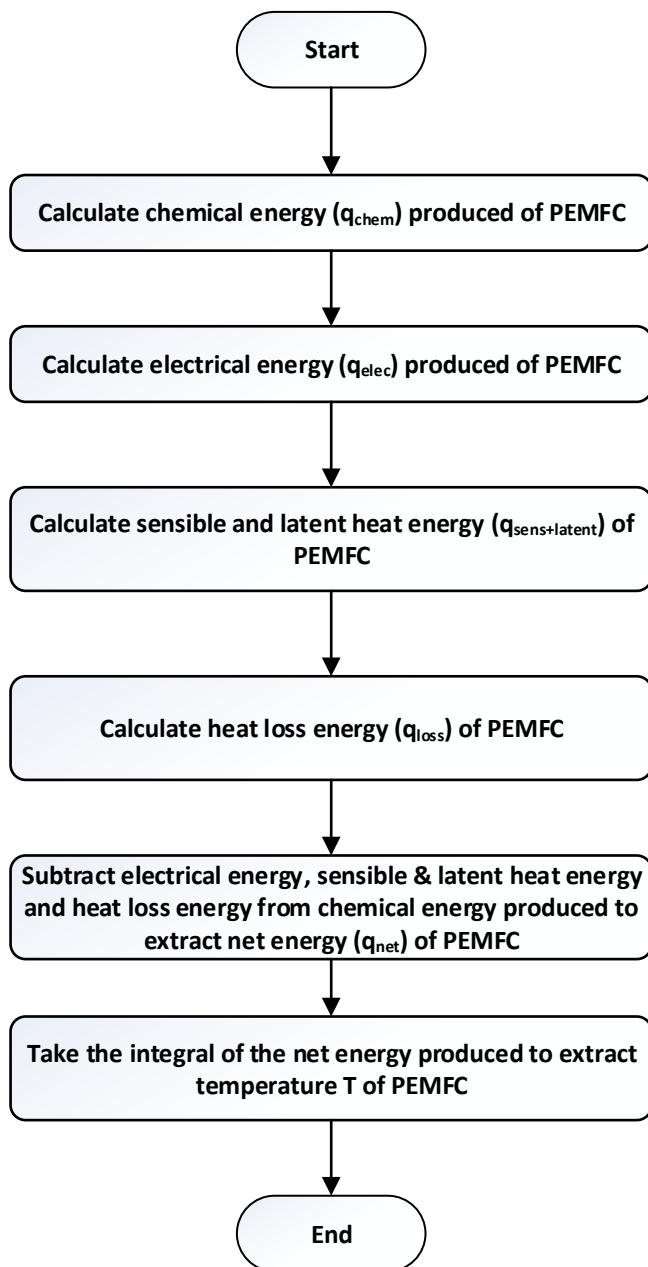 Start
Calculate chemical energy (qchem) produced of PEMFC
Calculate electrical energy (qelec) produced of PEMFC
Calculate sensible and latent heat energy (qsens+latent) of
PEMFC
Calculate heat loss energy (qloss) of PEMFC
Subtract electrical energy, sensible & latent heat energy
and heat loss energy from chemical energy produced to
extract net energy (qnet) of PEMFC
Take the integral of the net energy produced to extract
temperature T of PEMFC
End